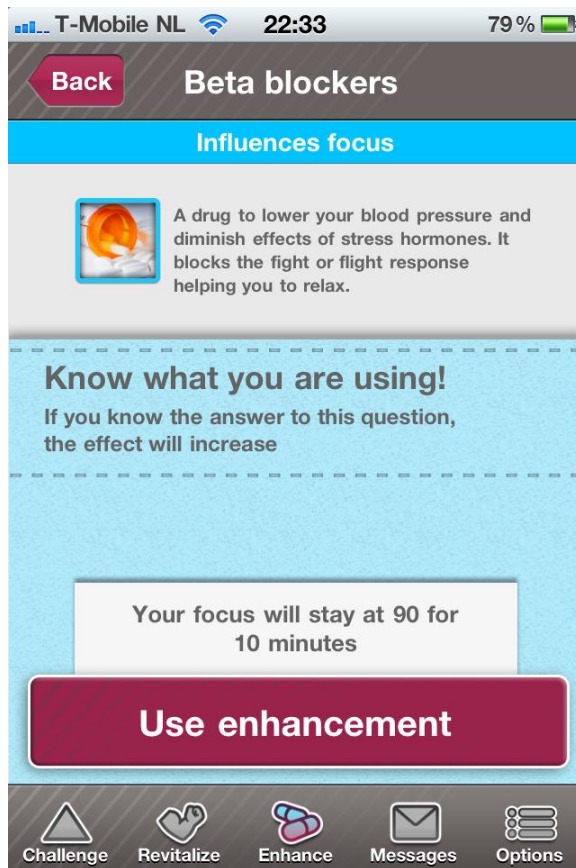 T-Mobile NL 22:33 79%
Back Beta blockers
Influences focus
A drug to lower your blood pressure and
diminish effects of stress hormones. It
blocks the fight or flight response
helping you to relax.
Know what you are using!
If you know the answer to this question,
the effect will increase
Your focus will stay at 90 for
10 minutes
Use enhancement
Challenge Revitalize Enhance Messages Options